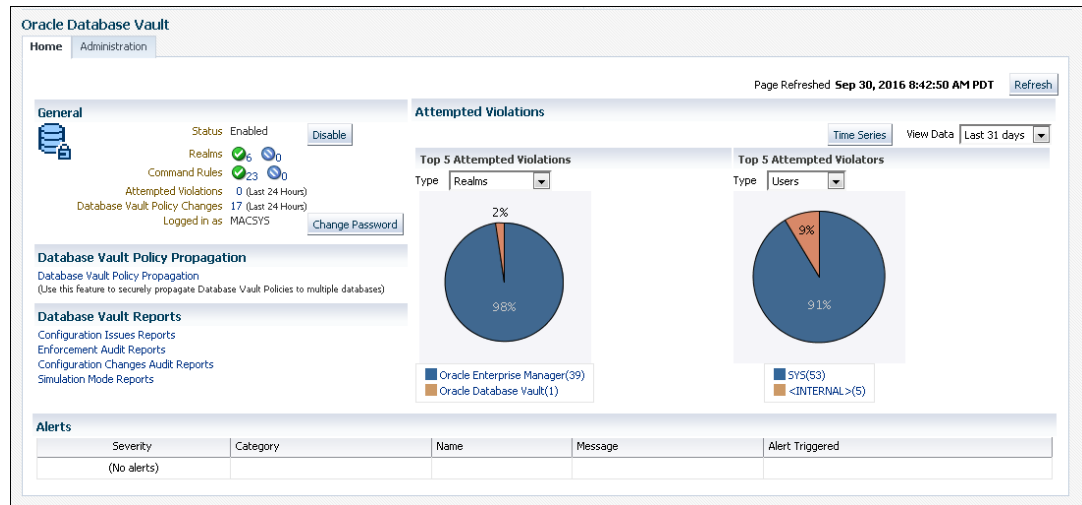 Oracle Database Vault
Home Administration
Page Refreshed Sep 30, 2016 8:42:50 AM PDT Refresh
General
Status Enabled Disable
Realms 6 0
Command Rules 23 0
Attempted Violations 0 (Last 24 Hours)
Database Vault Policy Changes 17 (Last 24 Hours)
Logged in as MACSYS Change Password
Database Vault Policy Propagation
Database Vault Policy Propagation
(Use this feature to securely propagate Database Vault Policies to multiple databases)
Database Vault Reports
Configuration Issues Reports
Enforcement Audit Reports
Configuration Changes Audit Reports
Simulation Mode Reports
Attempted Violations
Time Series View Data Last 31 days
Top 5 Attempted Violations
Type Realms
2%
98%
Oracle Enterprise Manager(39)
Oracle Database Vault(1)
Top 5 Attempted Violators
Type Users
9%
91%
SYS(53)
<INTERNAL>(5)
Alerts
Severity Category Name Message Alert Triggered
(No alerts)